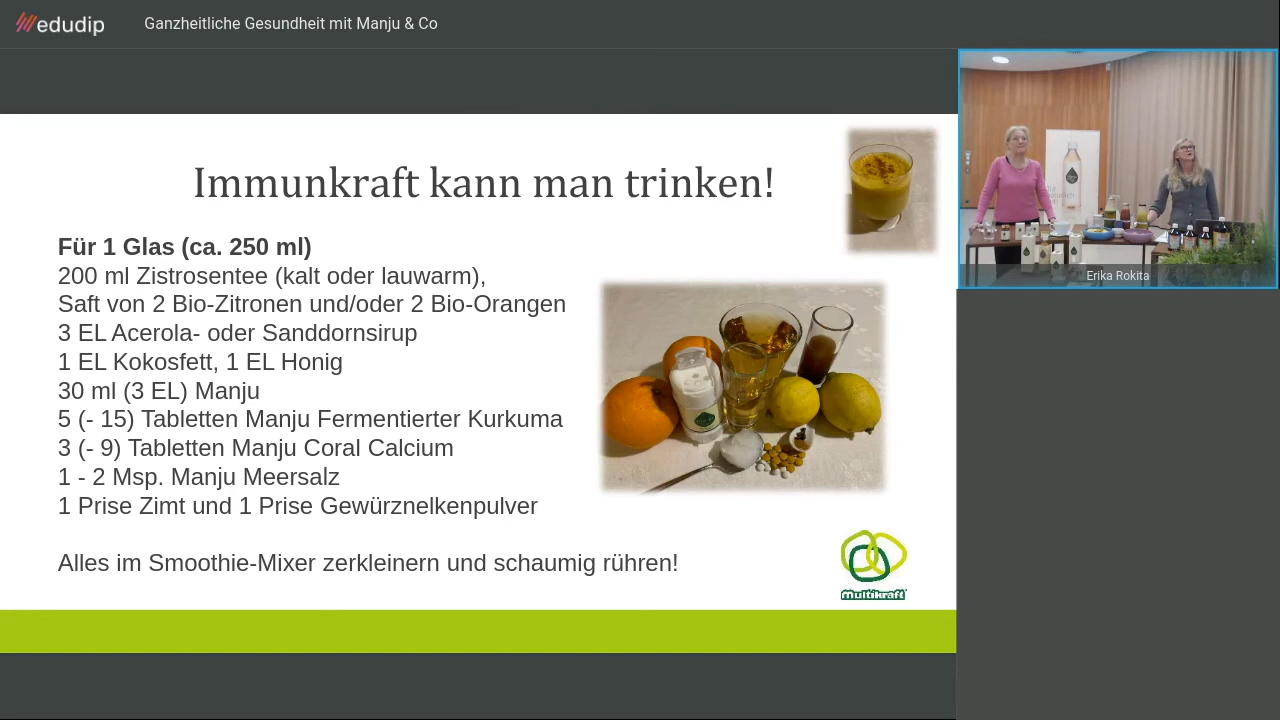 edudip
Ganzheitliche Gesundheit mit Manju & Co
Immunkraft kann man trinken!
Für 1 Glas (ca. 250 ml)
200 ml Zistrosentee (kalt oder lauwarm),
Saft von 2 Bio-Zitronen und/oder 2 Bio-Orangen
3 EL Acerola- oder Sanddornsirup
1 EL Kokosfett, 1 EL Honig
30 ml (3 EL) Manju
5 (- 15) Tabletten Manju Fermentierter Kurkuma
3 (- 9) Tabletten Manju Coral Calcium
1 - 2 Msp. Manju Meersalz
1 Prise Zimt und 1 Prise Gewürznelkenpulver
Alles im Smoothie-Mixer zerkleinern und schaumig rühren!
multikraft
Erika Rokita